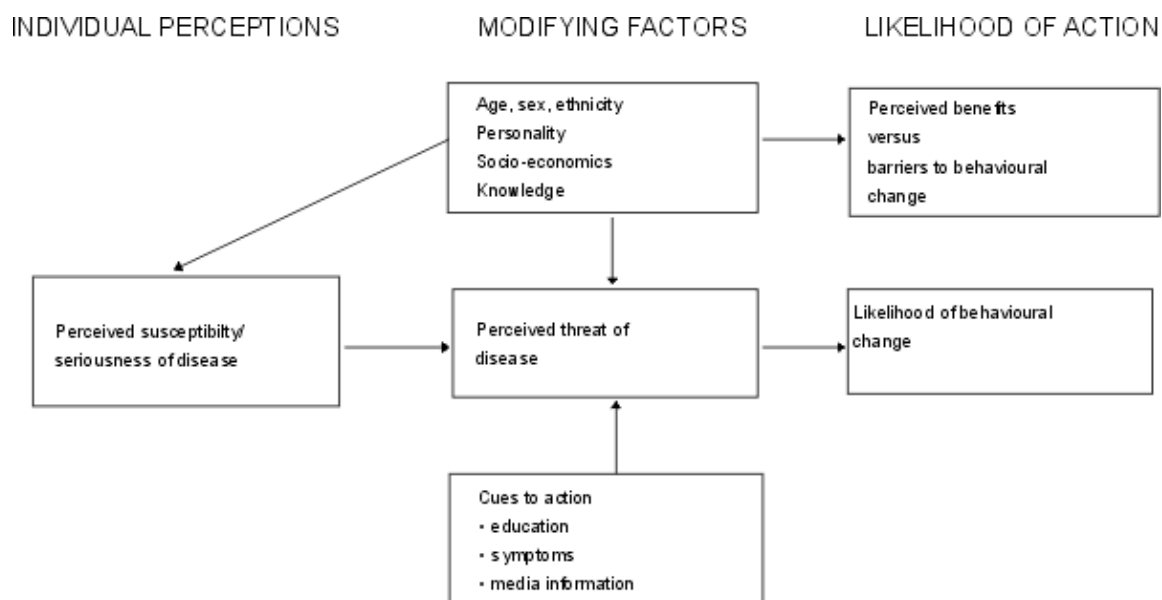 INDIVIDUAL PERCEPTIONS
MODIFYING FACTORS
LIKELIHOOD OF ACTION
Age, sex, ethnicity
Personality
Socio-economics
Knowledge
Perceived benefits
versus
barriers to behavioural
change
Perceived susceptibilty/
seriousness of disease
Perceived threat of
disease
Likelihood of behavioural
change
Cues to action
• education
• symptoms
• media information